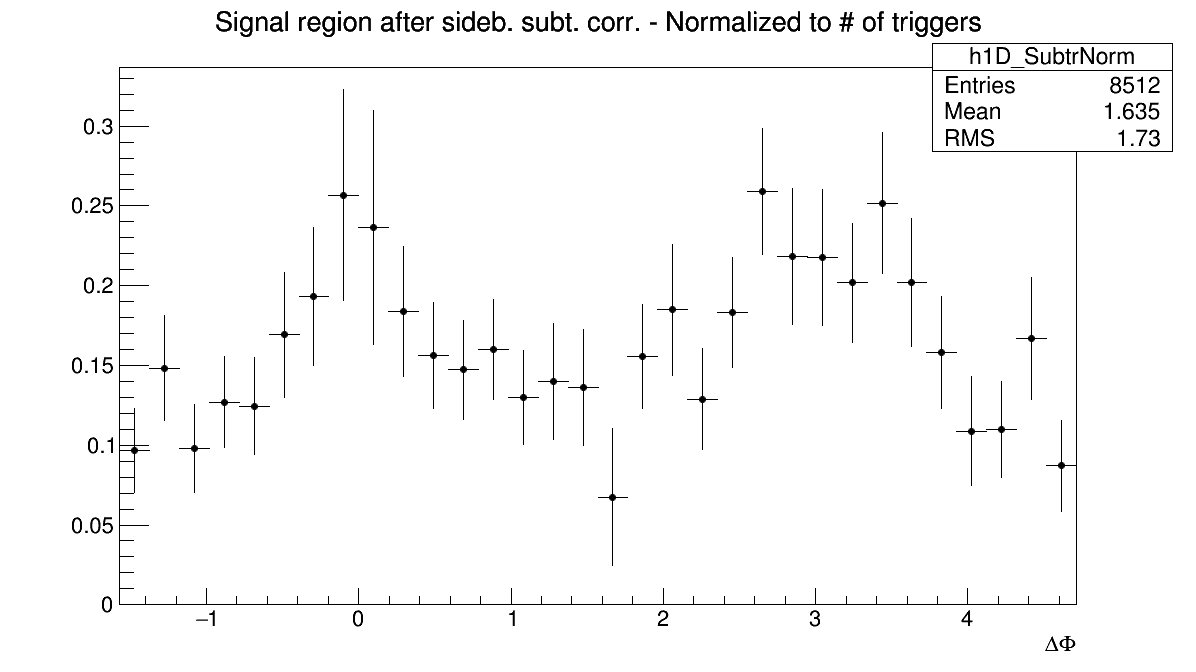 Signal region after sideb. subt. corr. - Normalized to # of triggers
h1D_SubtrNorm
Entries 8512
Mean 1.635
RMS 1.73
0.3
0.25
0.2
0.15
0.1
0.05
0
−1 0 1 2 3 4
ΔΦ